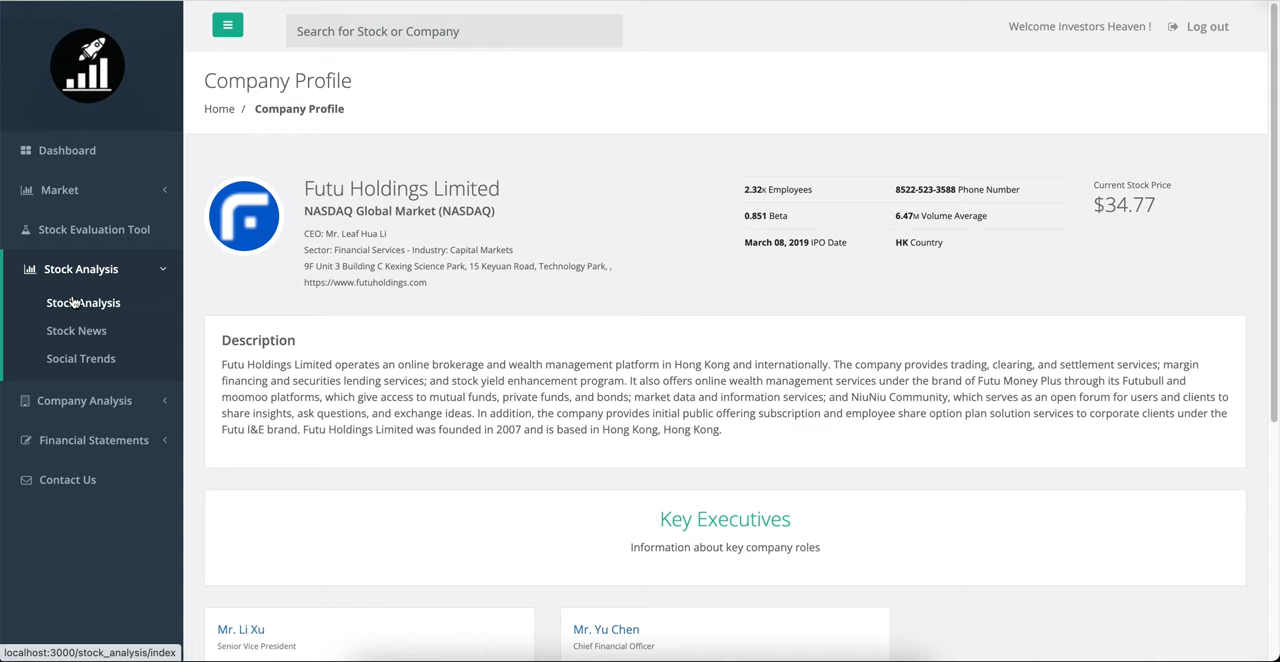 Search for Stock or Company
Welcome Investors Heaven !
Log out
Company Profile
Home / Company Profile
Dashboard
Market
Stock Evaluation Tool
Stock Analysis
Stock Analysis
Stock News
Social Trends
Company Analysis
Financial Statements
Contact Us
Futu Holdings Limited
NASDAQ Global Market (NASDAQ)
CEO: Mr. Leaf Hua Li
Sector: Financial Services - Industry: Capital Markets
9F Unit 3 Building C Kexing Science Park, 15 Keyuan Road, Technology Park, ,
https://www.futuholdings.com
2.32K Employees
8522-523-3588 Phone Number
0.851 Beta
6.47M Volume Average
March 08, 2019 IPO Date
HK Country
Current Stock Price
$34.77
Description
Futu Holdings Limited operates an online brokerage and wealth management platform in Hong Kong and internationally. The company provides trading, clearing, and settlement services; margin
financing and securities lending services; and stock yield enhancement program. It also offers online wealth management services under the brand of Futu Money Plus through its Futubull and
moomoo platforms, which give access to mutual funds, private funds, and bonds; market data and information services; and NiuNiu Community, which serves as an open forum for users and clients to
share insights, ask questions, and exchange ideas. In addition, the company provides initial public offering subscription and employee share option plan solution services to corporate clients under the
Futu I&E brand. Futu Holdings Limited was founded in 2007 and is based in Hong Kong, Hong Kong.
Key Executives
Information about key company roles
Mr. Li Xu
Senior Vice President
Mr. Yu Chen
Chief Financial Officer
localhost:3000/stock_analysis/index